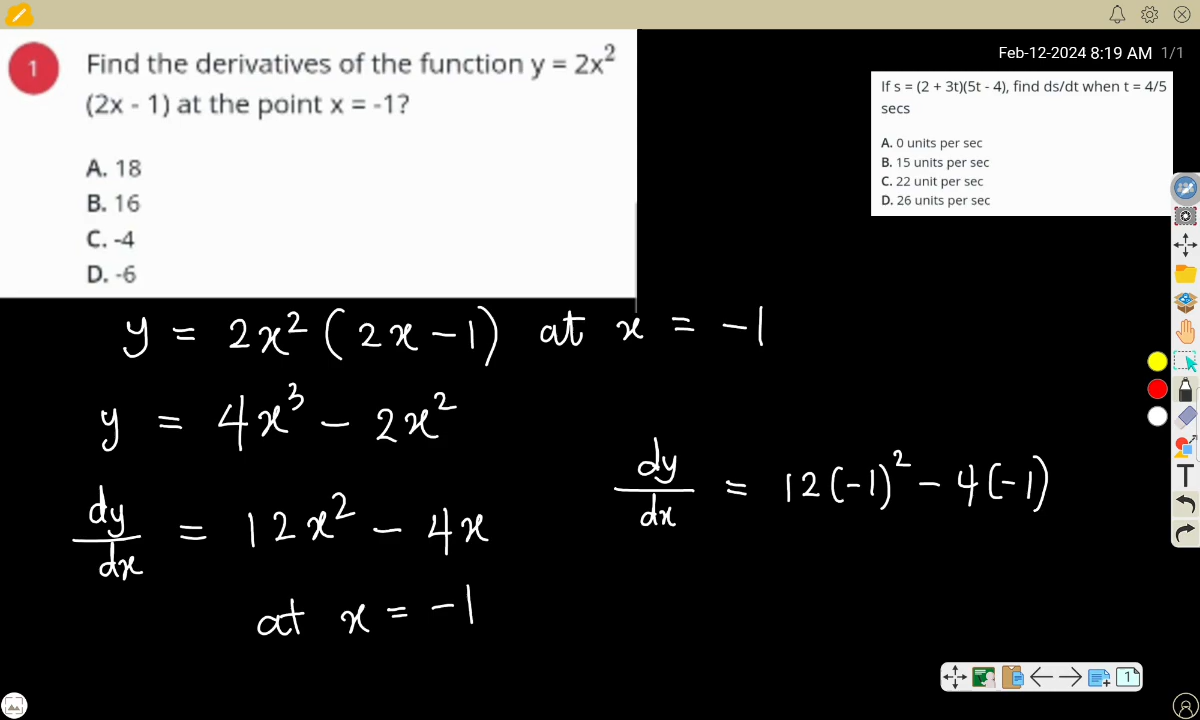 Feb-12-2024 8:19 AM 1/1
1
Find the derivatives of the function y = 2x²
(2x - 1) at the point x = -1?
A. 18
B. 16
C. -4
D. -6
If s = (2 + 3t)(5t - 4), find ds/dt when t = 4/5
secs
A. 0 units per sec
B. 15 units per sec
C. 22 unit per sec
D. 26 units per sec
y = 2x² (2x - 1) at x = -1
y = 4x³ - 2x²
dy/dx = 12x² - 4x
at x = -1
dy/dx = 12(-1)² - 4(-1)
T
1